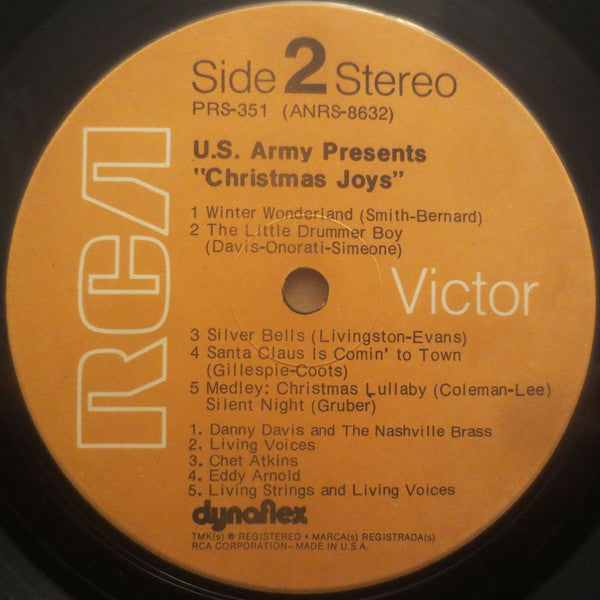 Side 2 Stereo
PRS-351 (ANRS-8632)
U.S. Army Presents
"Christmas Joys"
1 Winter Wonderland (Smith-Bernard)
2 The Little Drummer Boy
(Davis-Onorati-Simeone)
RCA
Victor
3 Silver Bells (Livingston-Evans)
4 Santa Claus Is Comin' to Town
(Gillespie-Coots)
5 Medley: Christmas Lullaby (Coleman-Lee)
Silent Night (Gruber)
1. Danny Davis and The Nashville Brass
2. Living Voices
3. Chet Atkins
4. Eddy Arnold
5. Living Strings and Living Voices
dynaflex
TMK(s) ® REGISTERED • MARCA(s) REGISTRADA(s)
RCA CORPORATION—MADE IN U.S.A.